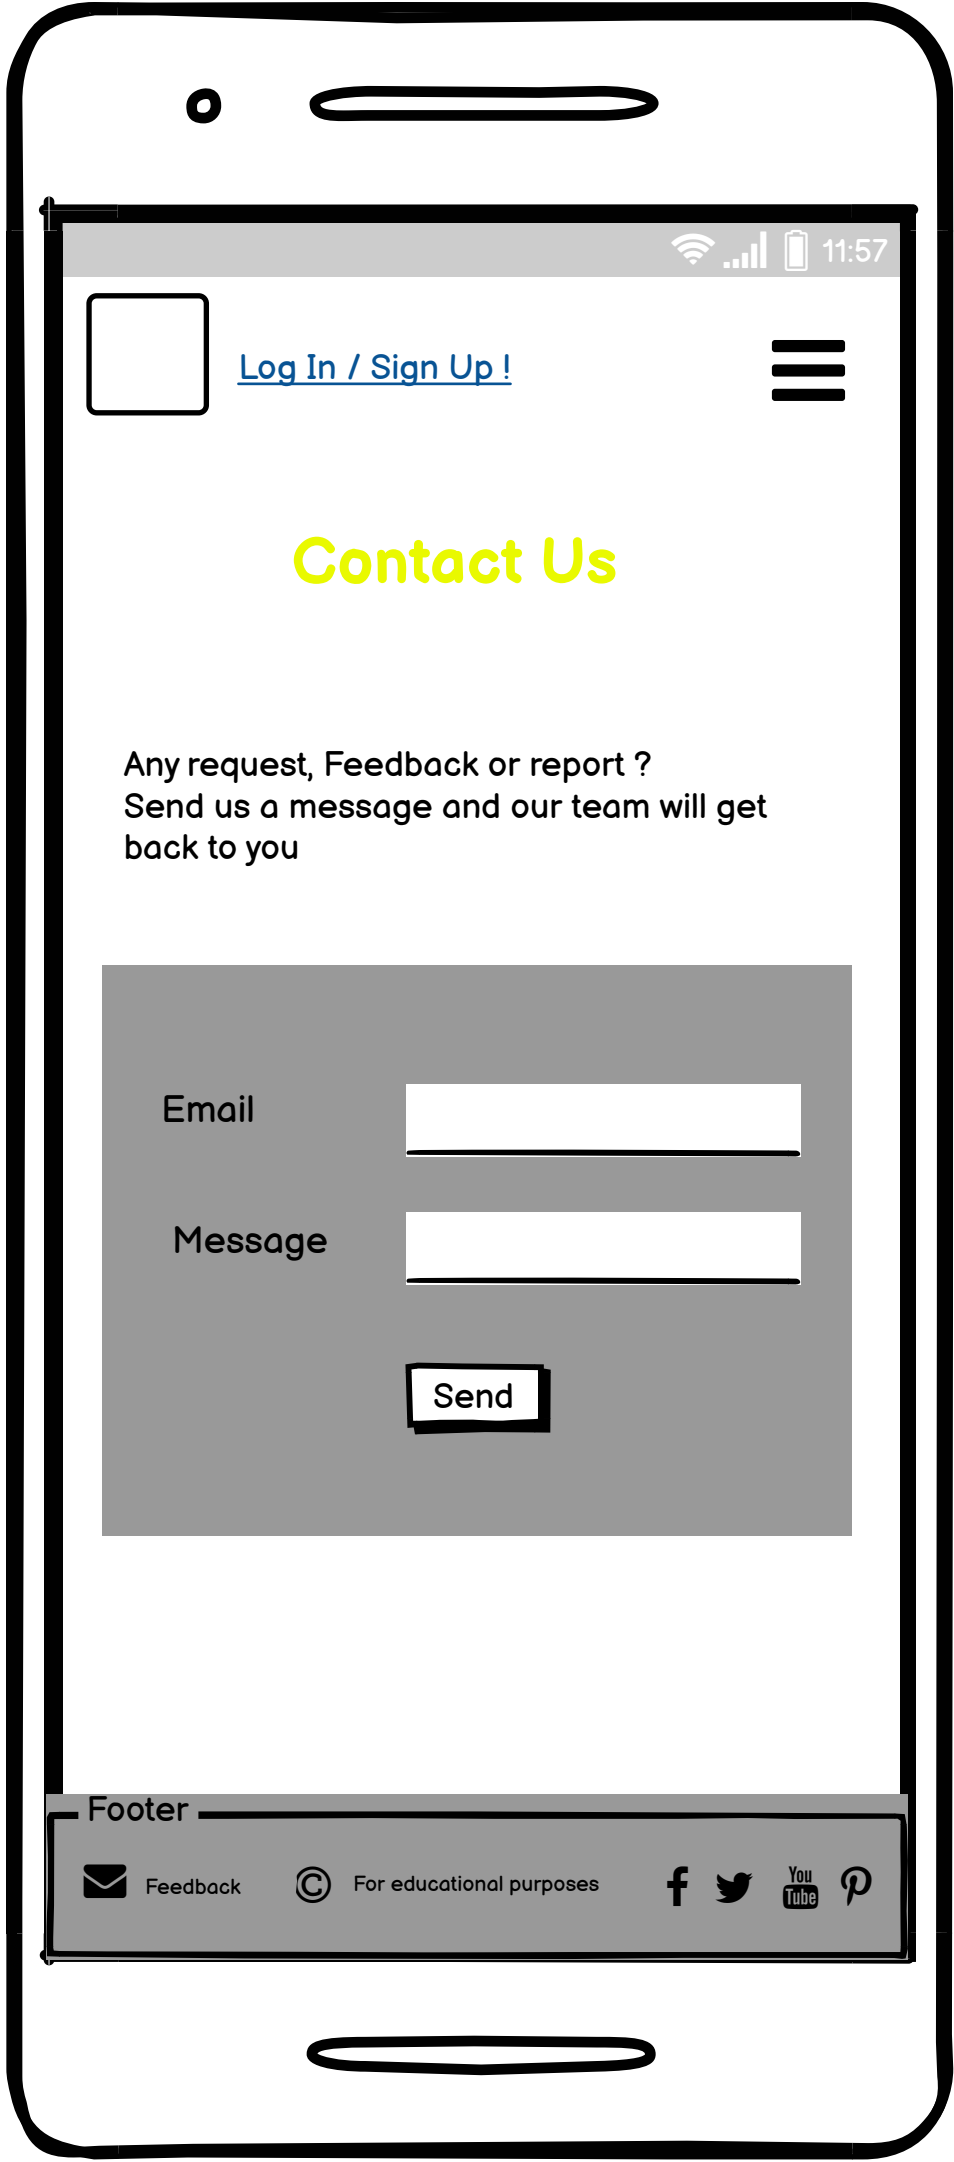 11:57
Log In / Sign Up !
Contact Us
Any request, Feedback or report ?
Send us a message and our team will get
back to you
Email
Message
Send
Footer
Feedback
© For educational purposes
You
Tube